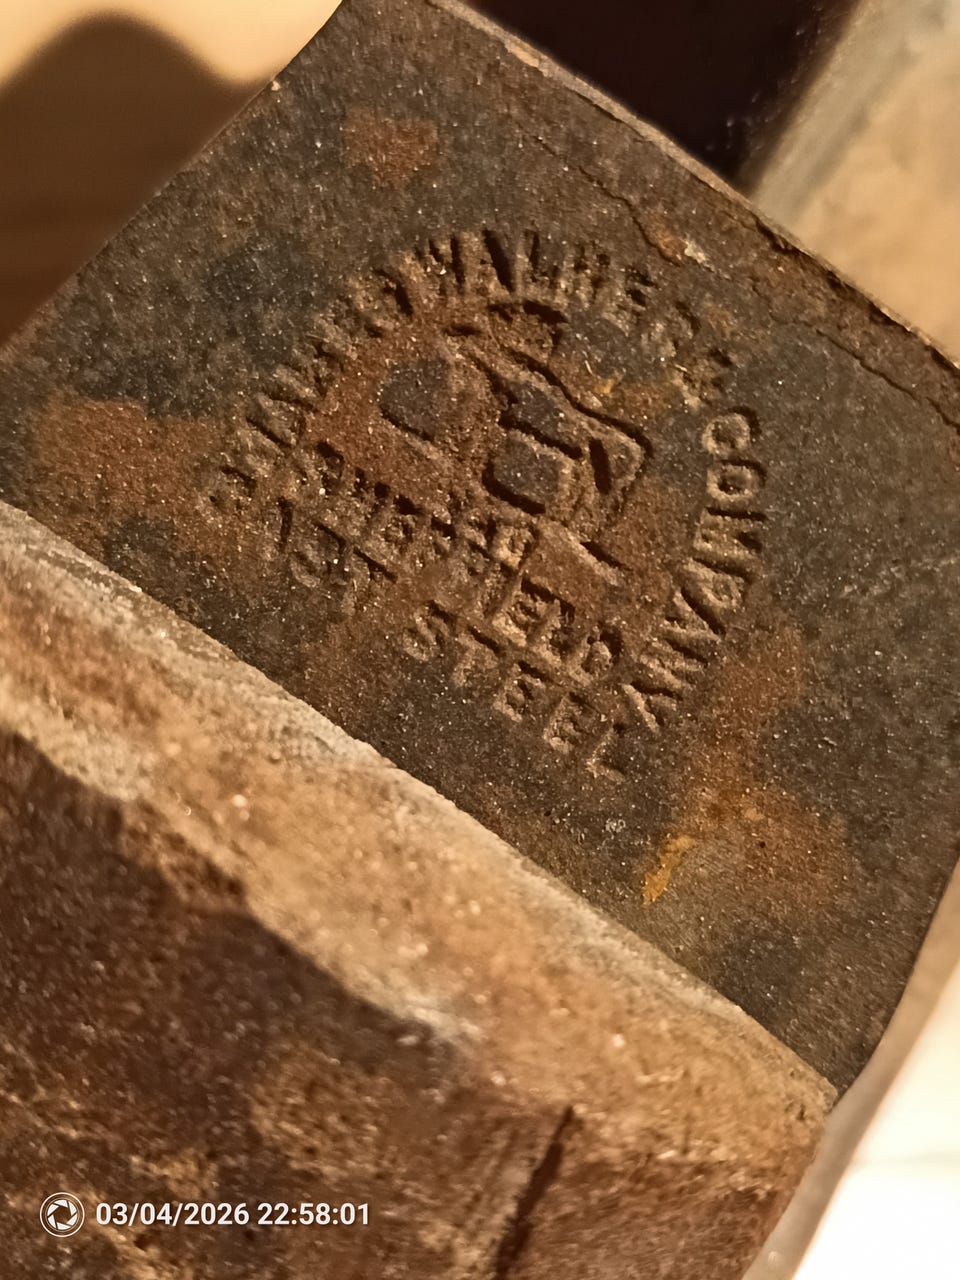 WALKER & COMPANY
SHEFFIELD
CAST STEEL
03/04/2026 22:58:01